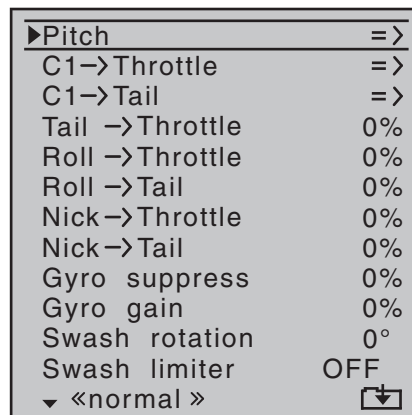 ▶Pitch =>
C1–>Throttle =>
C1–>Tail =>
Tail –>Throttle 0%
Roll –>Throttle 0%
Roll –>Tail 0%
Nick –>Throttle 0%
Nick –>Tail 0%
Gyro suppress 0%
Gyro gain 0%
Swash rotation 0°
Swash limiter OFF
«normal »